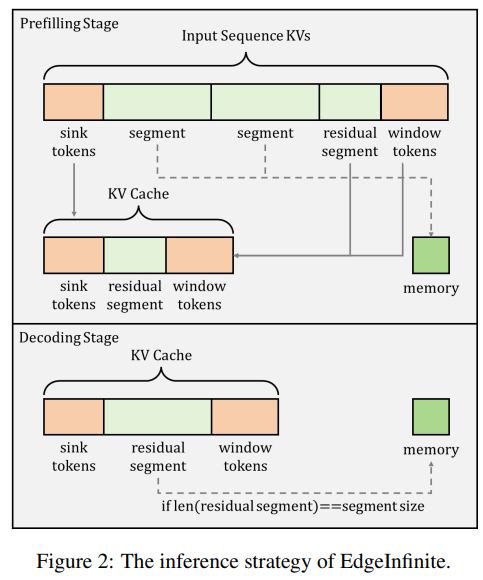 Prefilling Stage
Input Sequence KVs
sink tokens
segment
segment
residual segment
window tokens
KV Cache
sink tokens
residual segment
window tokens
memory
Decoding Stage
KV Cache
sink tokens
residual segment
window tokens
memory
if len(residual segment)==segment size
Figure 2: The inference strategy of EdgeInfinite.